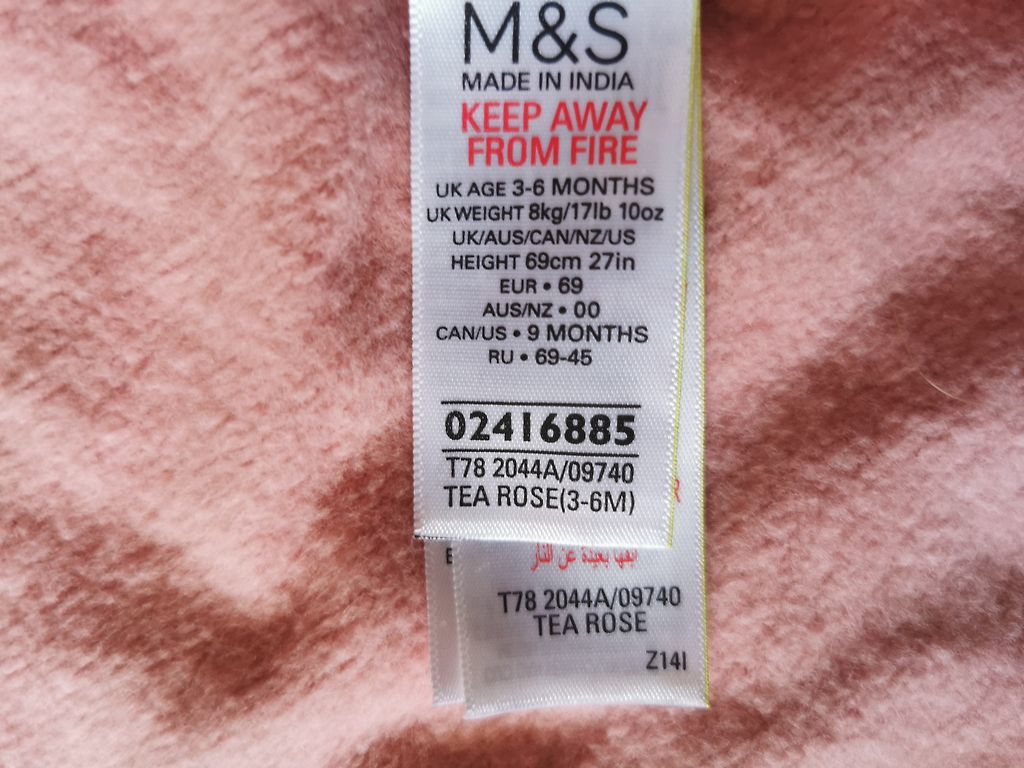 M&S
MADE IN INDIA
KEEP AWAY
FROM FIRE
UK AGE 3-6 MONTHS
UK WEIGHT 8kg/17lb 10oz
UK/AUS/CAN/NZ/US
HEIGHT 69cm 27in
EUR • 69
AUS/NZ • 00
CAN/US • 9 MONTHS
RU • 69-45
02416885
T78 2044A/09740
TEA ROSE(3-6M)
ابقها بعيدة عن النار
T78 2044A/09740
TEA ROSE
Z14I